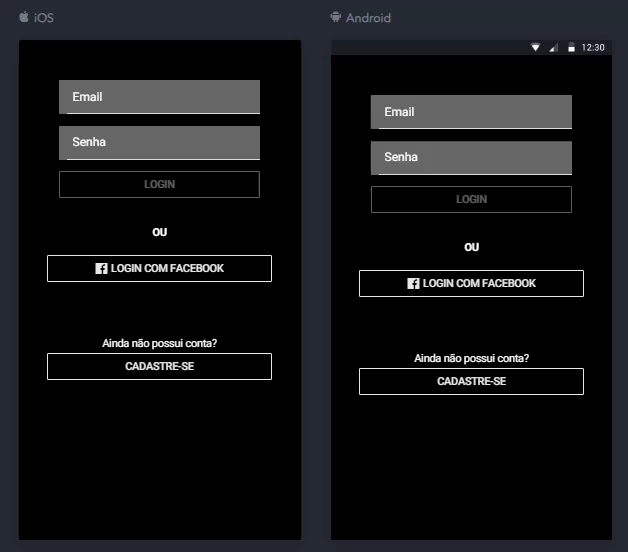 iOS
Email
Senha
LOGIN
OU
LOGIN COM FACEBOOK
Ainda não possui conta?
CADASTRE-SE
Android
12:30
Email
Senha
LOGIN
OU
LOGIN COM FACEBOOK
Ainda não possui conta?
CADASTRE-SE